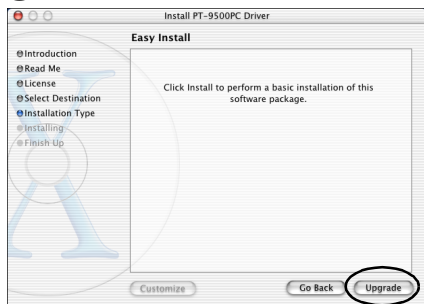 Install PT-9500PC Driver
Easy Install
Introduction
Read Me
License
Select Destination
Installation Type
Installing
Finish Up
Click Install to perform a basic installation of this
software package.
Customize
Go Back
Upgrade